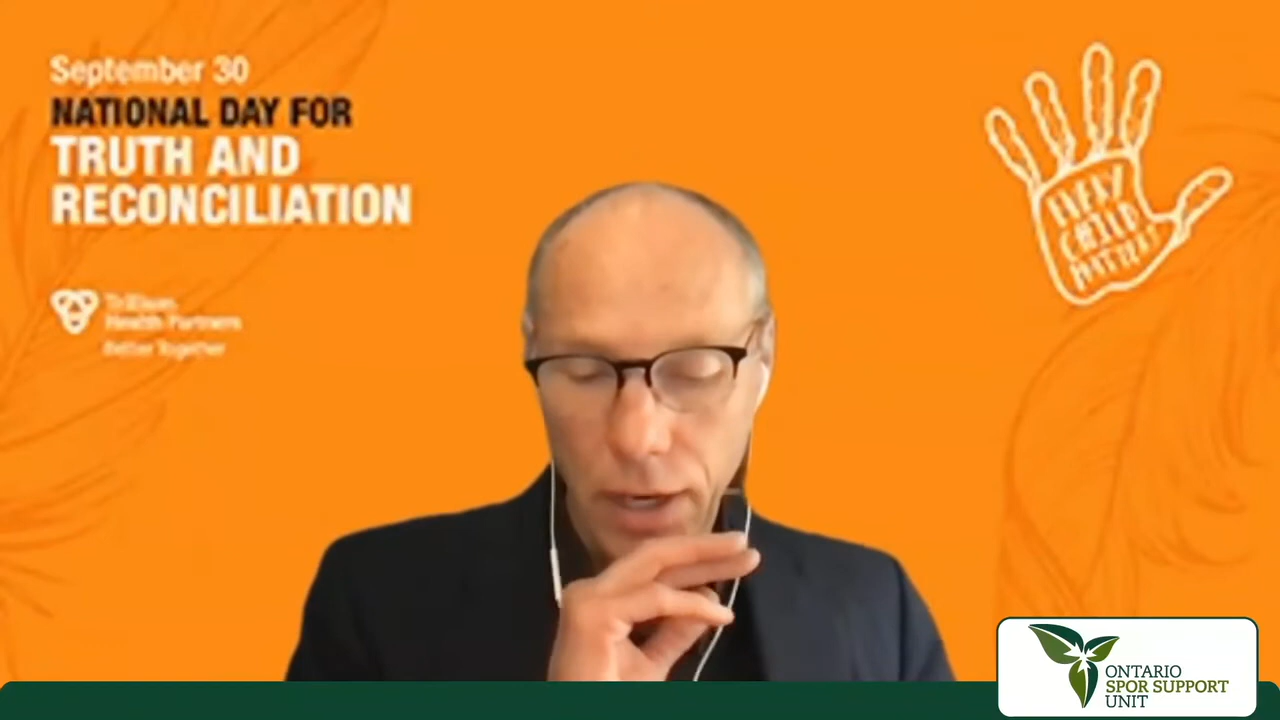 September 30
NATIONAL DAY FOR
TRUTH AND
RECONCILIATION
Trillium
Health Partners
Better Together
EVERY
CHILD
MATTERS
ONTARIO
SPOR SUPPORT
UNIT